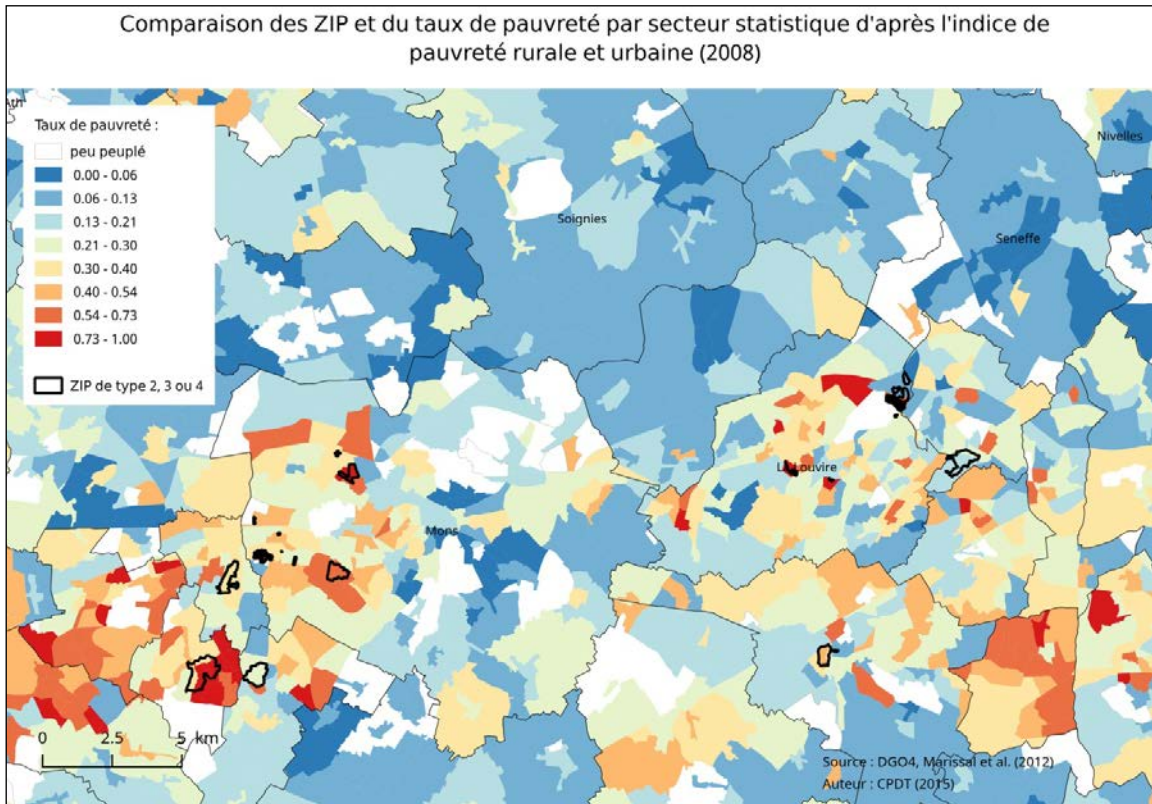 Comparaison des ZIP et du taux de pauvreté par secteur statistique d'après l'indice de
pauvreté rurale et urbaine (2008)
Ath
Taux de pauvreté :
peu peuplé
0.00 - 0.06
0.06 - 0.13
0.13 - 0.21
0.21 - 0.30
0.30 - 0.40
0.40 - 0.54
0.54 - 0.73
0.73 - 1.00
ZIP de type 2, 3 ou 4
Nivelles
Soignies
Seneffe
La Louvire
Mons
0 2.5 5 km
Source : DGO4, Marissal et al. (2012)
Auteur : CPDT (2015)